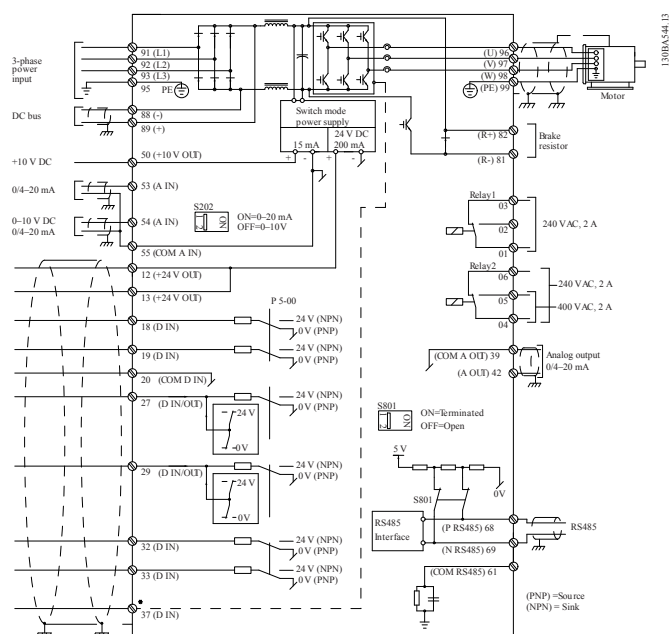 130BA544.13
3-phase
power
input
91 (L1)
92 (L2)
93 (L3)
95
PE
DC bus
88 (-)
89 (+)
+10 V DC
50 (+10 V OUT)
0/4–20 mA
53 (A IN)
0–10 V DC
0/4–20 mA
54 (A IN)
55 (COM A IN)
12 (+24 V OUT)
13 (+24 V OUT)
18 (D IN)
19 (D IN)
20 (COM D IN)
27 (D IN/OUT)
29 (D IN/OUT)
32 (D IN)
33 (D IN)
37 (D IN)
Switch mode
power supply
24 V DC
15 mA
200 mA
+ - + -
S202
1 2
ON
ON=0–20 mA
OFF=0–10V
P 5-00
24 V (NPN)
0 V (PNP)
24 V (NPN)
0 V (PNP)
24 V (NPN)
0 V (PNP)
24 V
0V
24 V (NPN)
0 V (PNP)
24 V
0V
24 V (NPN)
0 V (PNP)
24 V (NPN)
0 V (PNP)
(U) 96
(V) 97
(W) 98
(PE) 99
Motor
(R+) 82
(R-) 81
Brake
resistor
Relay1
03
02
01
240 VAC, 2 A
Relay2
06
05
04
240 VAC, 2 A
400 VAC, 2 A
(COM A OUT) 39
(A OUT) 42
Analog output
0/4–20 mA
S801
1 2
ON
ON=Terminated
OFF=Open
5 V
0V
S801
RS485
Interface
(P RS485) 68
(N RS485) 69
RS485
(COM RS485) 61
(PNP) =Source
(NPN) = Sink